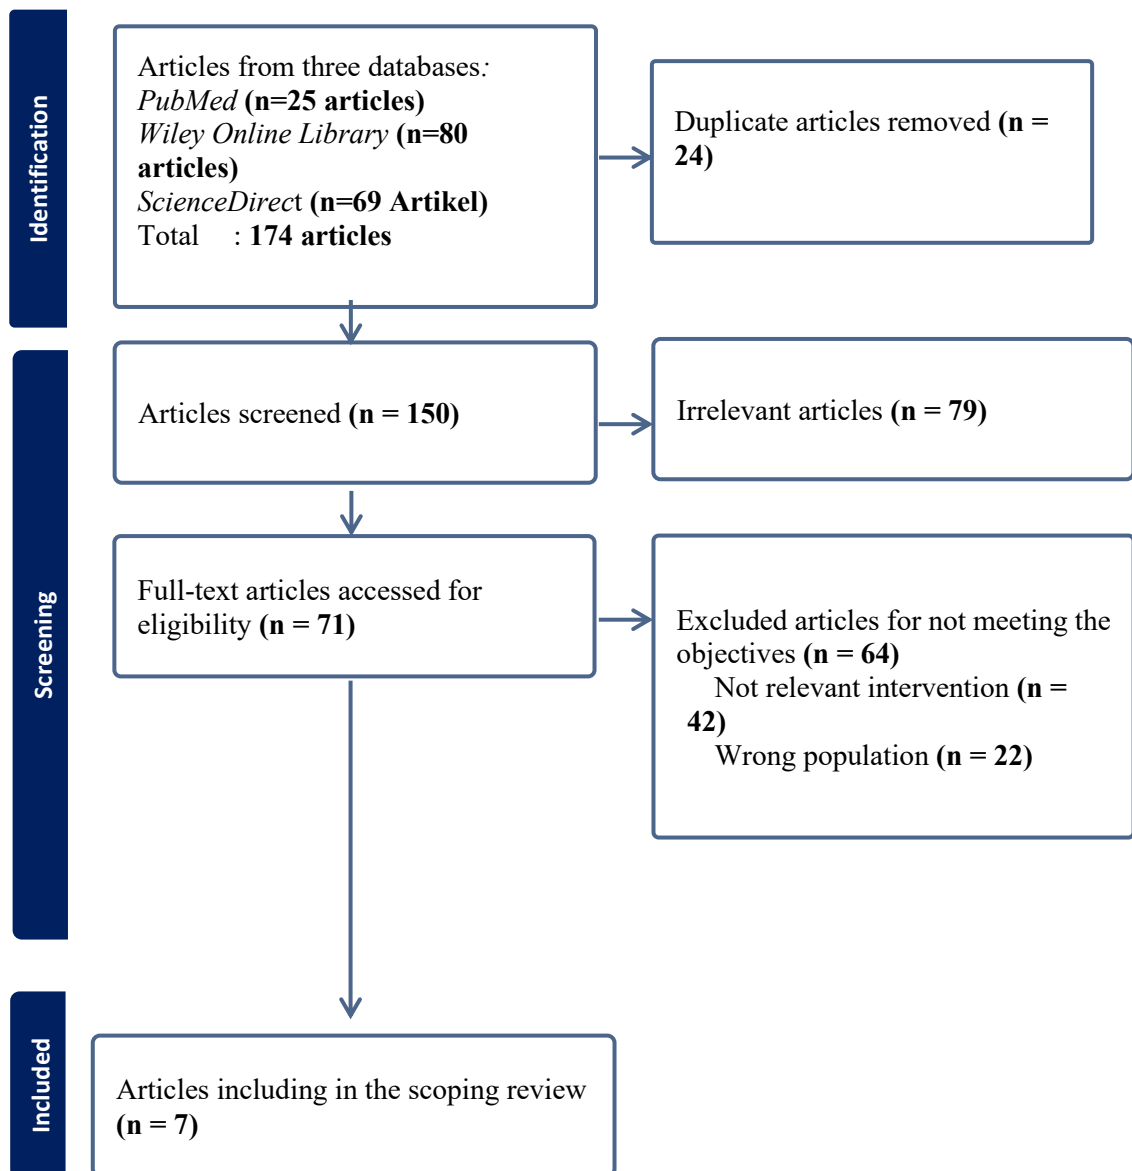 Identification
Articles from three databases:
PubMed (n=25 articles)
Wiley Online Library (n=80
articles)
ScienceDirect (n=69 Artikel)
Total : 174 articles
Duplicate articles removed (n =
24)
Screening
Articles screened (n = 150)
Irrelevant articles (n = 79)
Full-text articles accessed for
eligibility (n = 71)
Excluded articles for not meeting the
objectives (n = 64)
Not relevant intervention (n =
42)
Wrong population (n = 22)
Included
Articles including in the scoping review
(n = 7)